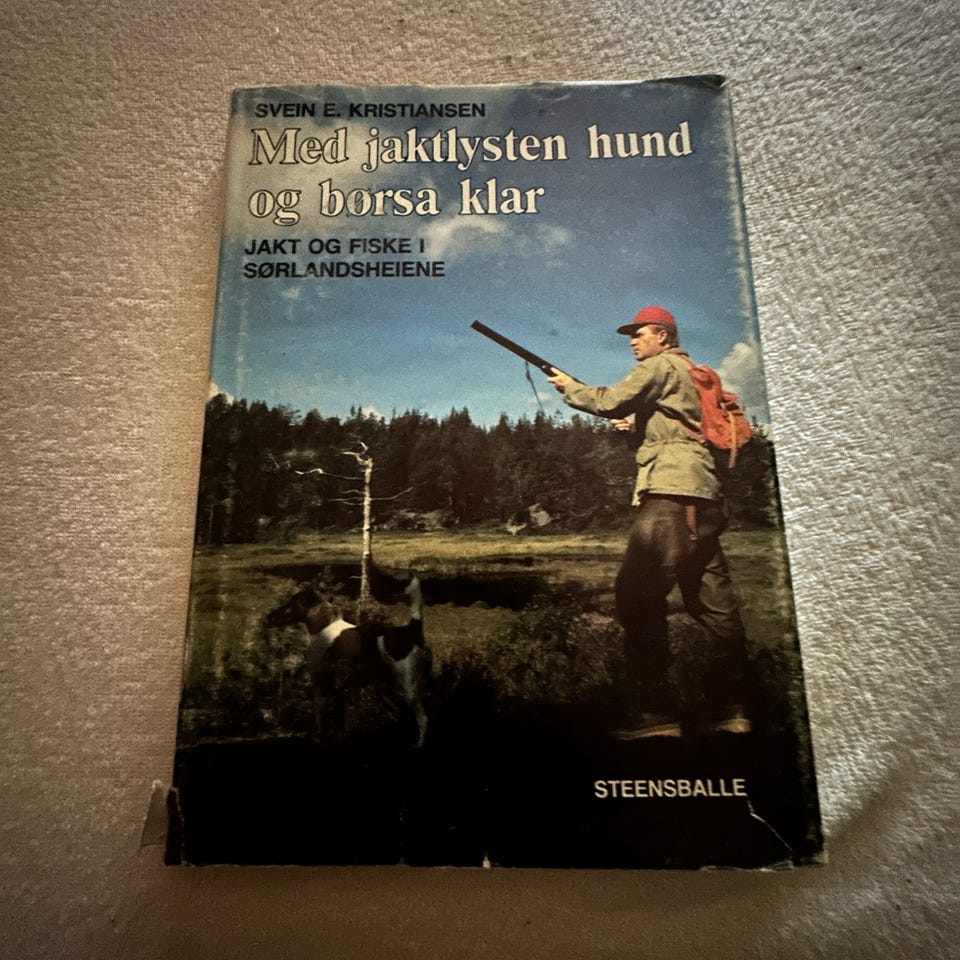 SVEIN E. KRISTIANSEN
Med jaktlysten hund
og børsa klar
JAKT OG FISKE I
SØRLANDSHEIENE
STEENSBALLE